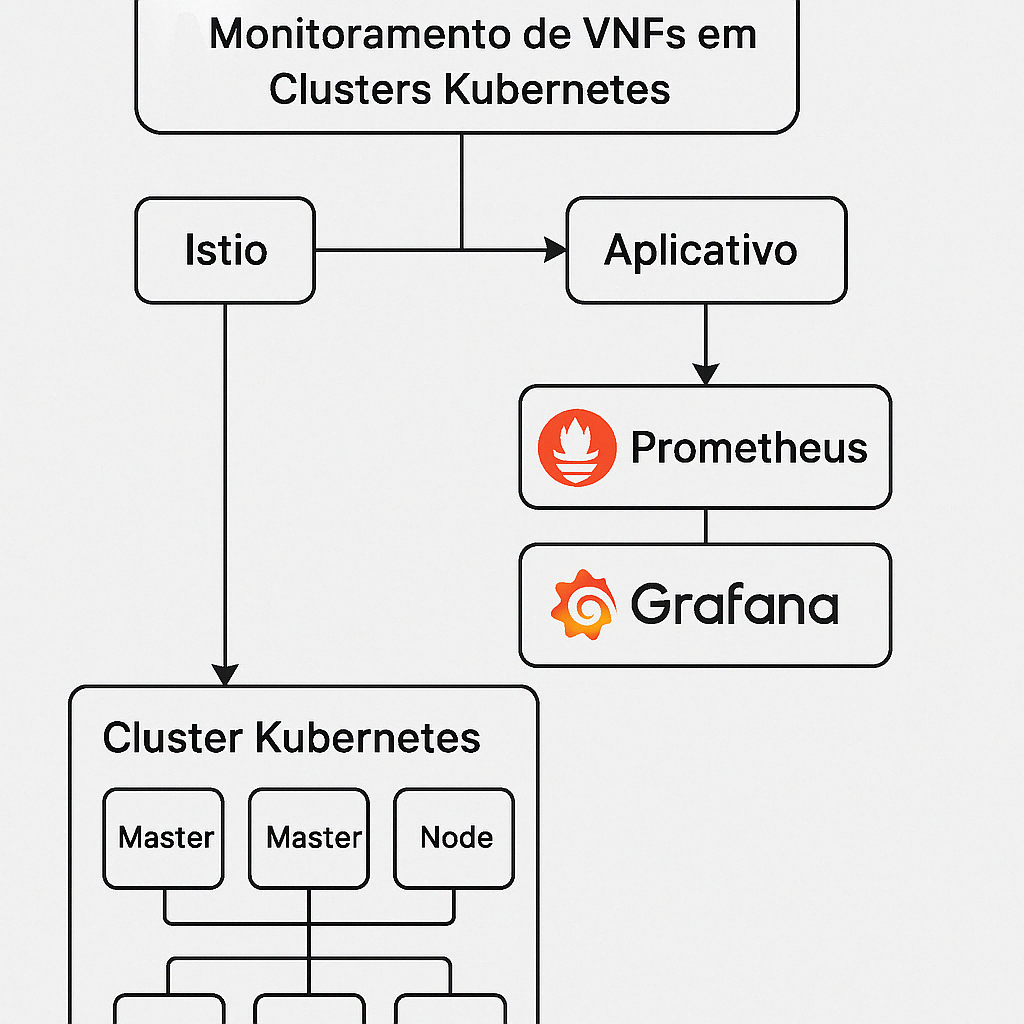 Monitoramento de VNFs em
Clusters Kubernetes
Istio
Aplicativo
Prometheus
Grafana
Cluster Kubernetes
Master
Master
Node